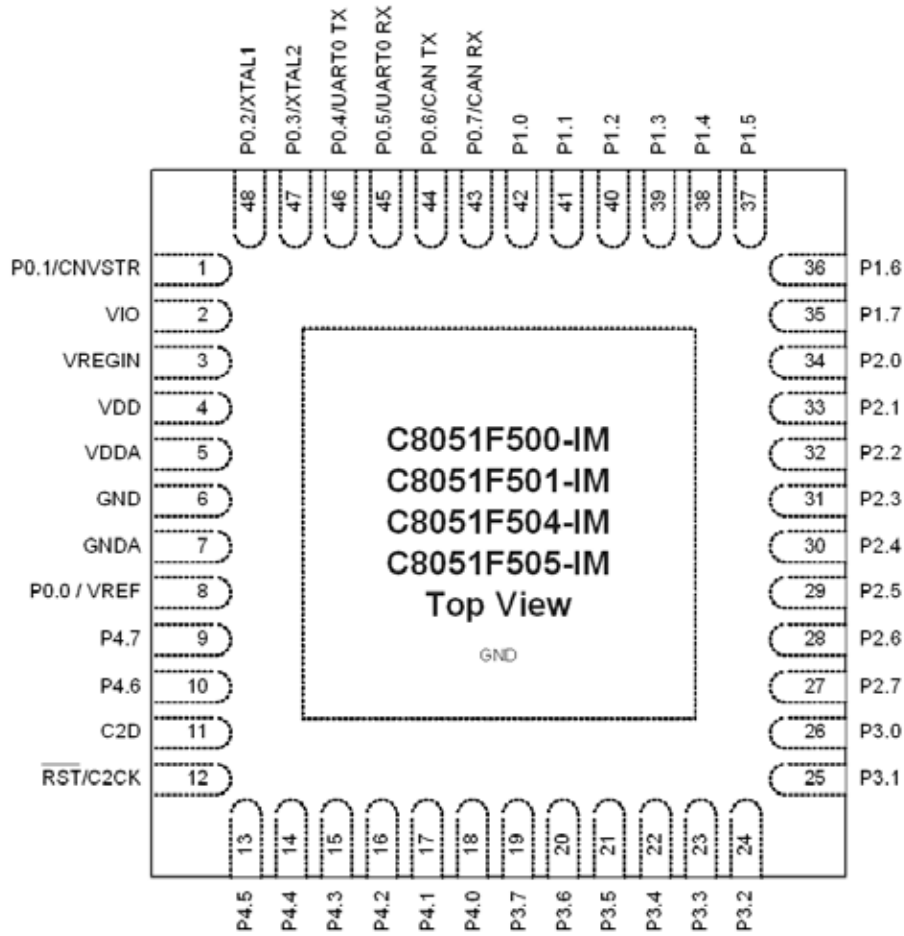 P0.2/XTAL1
P0.3/XTAL2
P0.4/UART0 TX
P0.5/UART0 RX
P0.6/CAN TX
P0.7/CAN RX
P1.0
P1.1
P1.2
P1.3
P1.4
P1.5
48
47
46
45
44
43
42
41
40
39
38
37
P0.1/CNVSTR 1
VIO 2
VREGIN 3
VDD 4
VDDA 5
GND 6
GNDA 7
P0.0 / VREF 8
P4.7 9
P4.6 10
C2D 11
RST/C2CK 12
C8051F500-IM
C8051F501-IM
C8051F504-IM
C8051F505-IM
Top View
GND
36 P1.6
35 P1.7
34 P2.0
33 P2.1
32 P2.2
31 P2.3
30 P2.4
29 P2.5
28 P2.6
27 P2.7
26 P3.0
25 P3.1
13
14
15
16
17
18
19
20
21
22
23
24
P4.5
P4.4
P4.3
P4.2
P4.1
P4.0
P3.7
P3.6
P3.5
P3.4
P3.3
P3.2